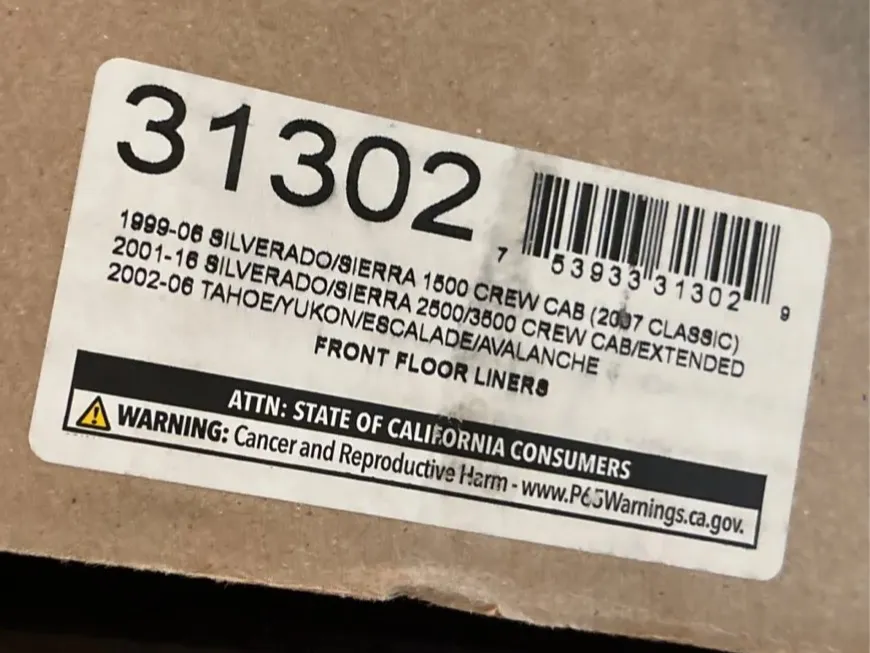 31302
7 53933 31302 9
1999-06 SILVERADO/SIERRA 1500 CREW CAB (2007 CLASSIC)
2001-16 SILVERADO/SIERRA 2500/3500 CREW CAB/EXTENDED
2002-06 TAHOE/YUKON/ESCALADE/AVALANCHE
FRONT FLOOR LINERS
ATTN: STATE OF CALIFORNIA CONSUMERS
WARNING: Cancer and Reproductive Harm - www.P65Warnings.ca.gov.